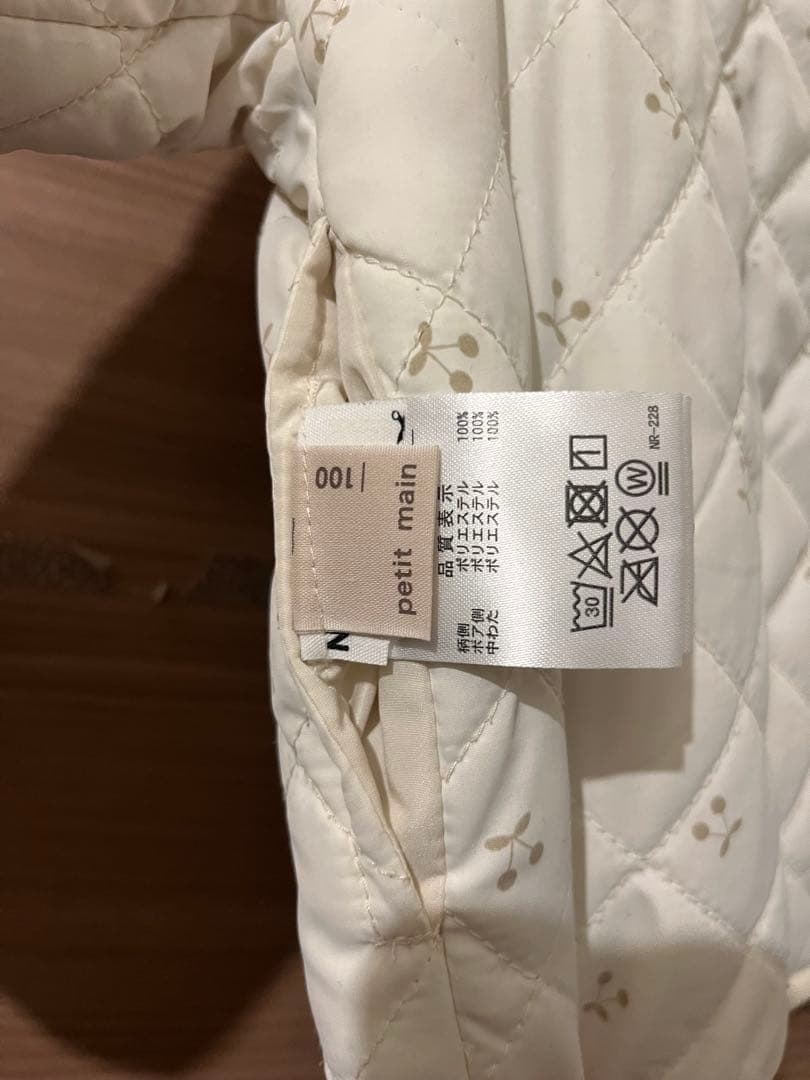 petit main
100
品質表示
柄側 ポリエステル 100%
ボア側 ポリエステル 100%
中わた ポリエステル 100%
30
W
NR-228
N